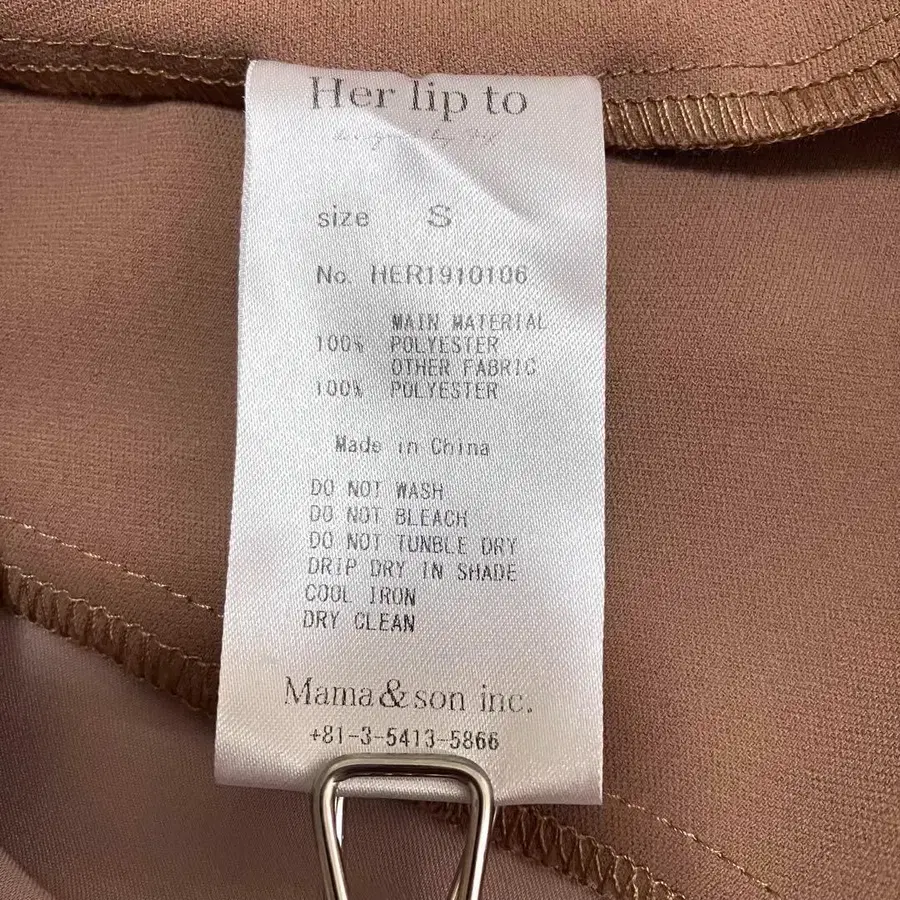 Her lip to
size S
No. HER1910106
MAIN MATERIAL
100% POLYESTER
OTHER FABRIC
100% POLYESTER
Made in China
DO NOT WASH
DO NOT BLEACH
DO NOT TUNBLE DRY
DRIP DRY IN SHADE
COOL IRON
DRY CLEAN
Mama&son inc.
+81-3-5413-5866